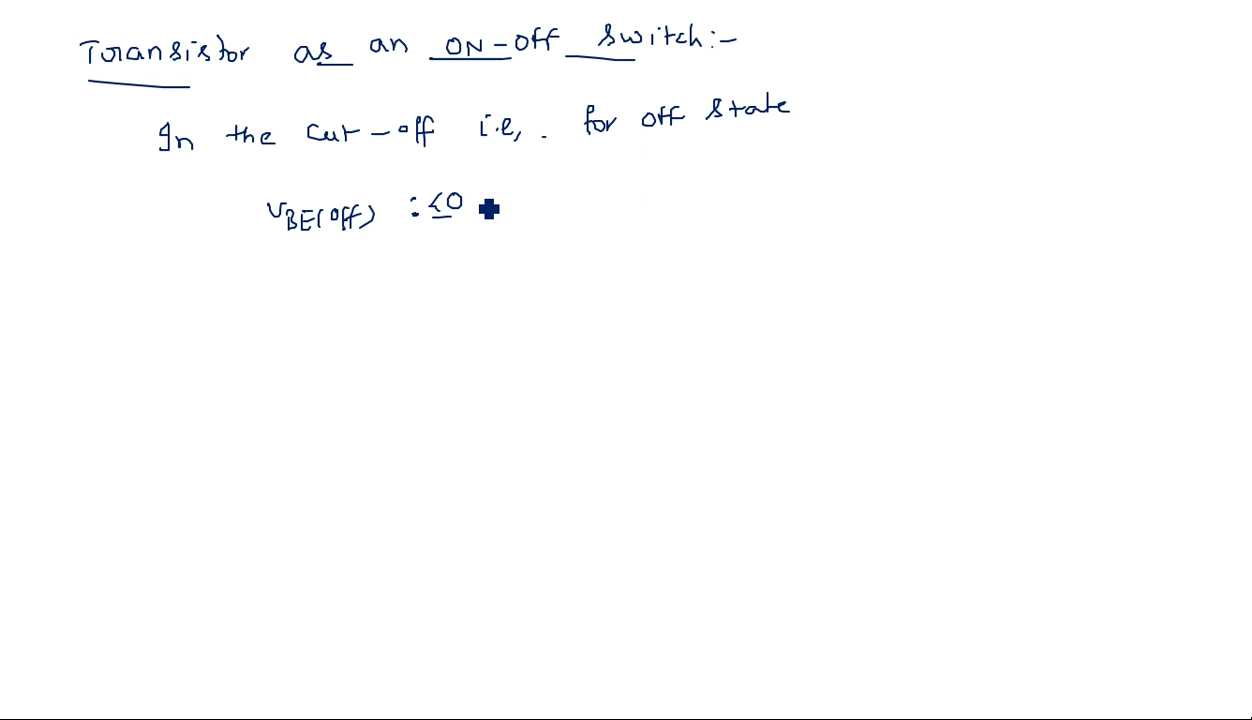 Transistor as an ON-Off switch:-
In the cut-off i.e, . for off state
VBE(off) : ≤0